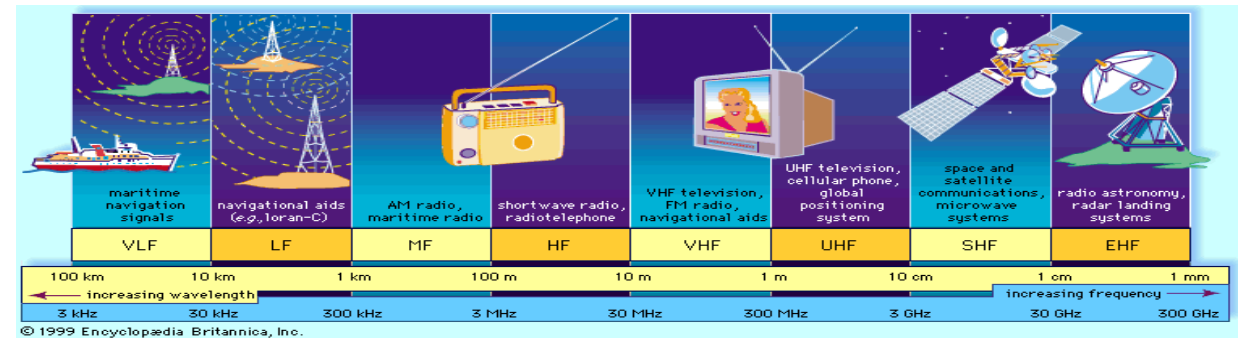 maritime
navigation
signals
navigational aids
(e.g., loran-C)
AM radio,
maritime radio
shortwave radio,
radiotelephone
VHF television,
FM radio,
navigational aids
UHF television,
cellular phone,
global
positioning
system
space and
satellite
communications,
microwave
systems
radio astronomy,
radar landing
systems
VLF LF MF HF VHF UHF SHF EHF
100 km 10 km 1 km 100 m 10 m 1 m 10 cm 1 cm 1 mm
increasing wavelength increasing frequency
3 kHz 30 kHz 300 kHz 3 MHz 30 MHz 300 MHz 3 GHz 30 GHz 300 GHz
© 1999 Encyclopædia Britannica, Inc.